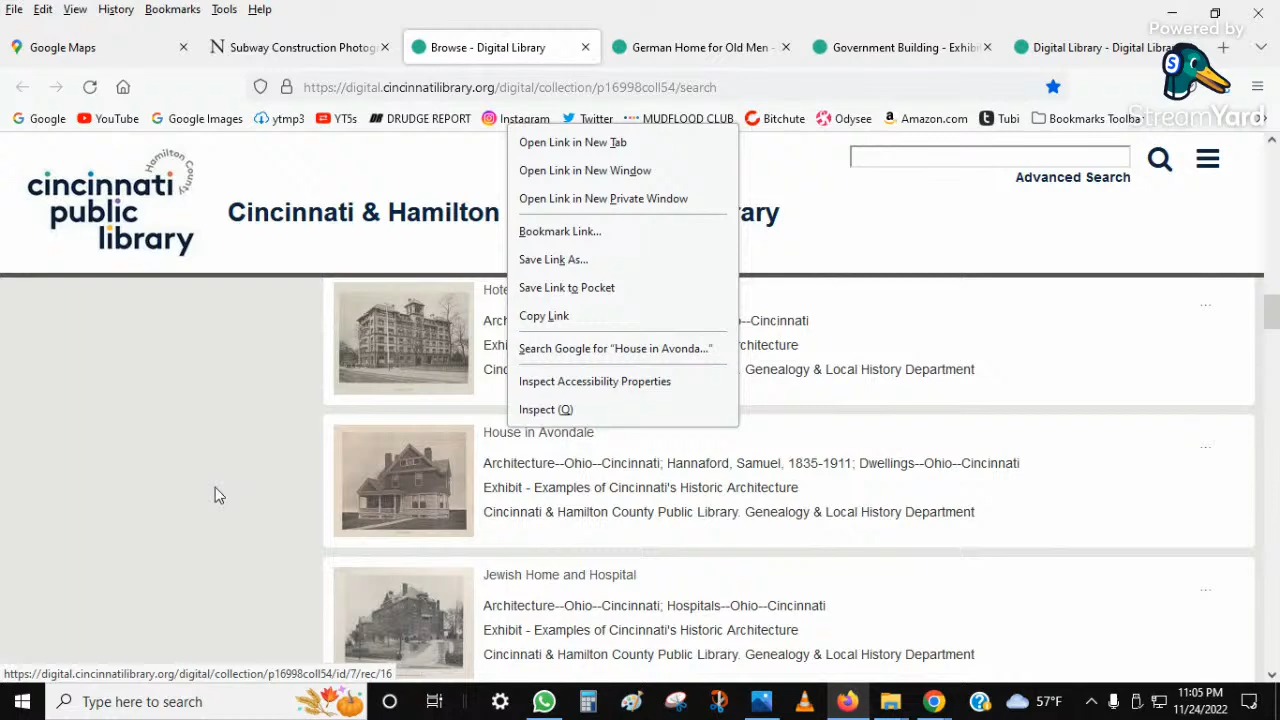 File Edit View History Bookmarks Tools Help
Powered by
Google Maps
Subway Construction Photog
Browse - Digital Library
German Home for Old Men -
Government Building - Exhibi
Digital Library - Digital Libra
https://digital.cincinnatilibrary.org/digital/collection/p16998coll54/search
StreamYard
Google YouTube Google Images ytmp3 YT5s DRUDGE REPORT Instagram Twitter MUDFLOOD CLUB Bitchute Odysee Amazon.com Tubi Bookmarks Toolba
Hamilton County
cincinnati
public
library
Cincinnati & Hamilton
ary
Advanced Search
Open Link in New Tab
Open Link in New Window
Open Link in New Private Window
Bookmark Link...
Save Link As...
Save Link to Pocket
Copy Link
Search Google for "House in Avonda..."
Inspect Accessibility Properties
Inspect (Q)
Hote
Arch o--Cincinnati
Exhi rchitecture
Cinc . Genealogy & Local History Department
...
House in Avondale
Architecture--Ohio--Cincinnati; Hannaford, Samuel, 1835-1911; Dwellings--Ohio--Cincinnati
Exhibit - Examples of Cincinnati's Historic Architecture
Cincinnati & Hamilton County Public Library. Genealogy & Local History Department
...
Jewish Home and Hospital
Architecture--Ohio--Cincinnati; Hospitals--Ohio--Cincinnati
Exhibit - Examples of Cincinnati's Historic Architecture
Cincinnati & Hamilton County Public Library. Genealogy & Local History Department
...
https://digital.cincinnatilibrary.org/digital/collection/p16998coll54/id/7/rec/16
Type here to search
57°F
11:05 PM
11/24/2022